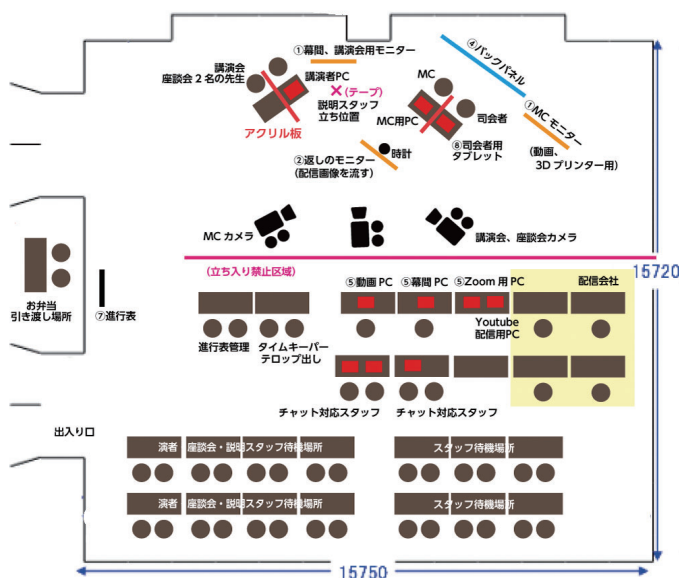 ①幕間、講演会用モニター
④バックパネル
講演会
座談会２名の先生
講演者PC
×(テープ)
説明スタッフ
立ち位置
アクリル板
MC
MC用PC
司会者
①MCモニター
(動画、
3Dプリンター用)
⑧司会者用
タブレット
時計
②返しのモニター
(配信画像を流す)
MCカメラ
講演会、座談会カメラ
(立ち入り禁止区域)
15720
お弁当
引き渡し場所
⑦進行表
⑤動画PC
⑤幕間PC
⑤Zoom用PC
配信会社
Youtube
配信用PC
進行表管理
タイムキーパー
テロップ出し
チャット対応スタッフ
チャット対応スタッフ
出入り口
演者 座談会・説明スタッフ待機場所
スタッフ待機場所
演者 座談会・説明スタッフ待機場所
スタッフ待機場所
15750